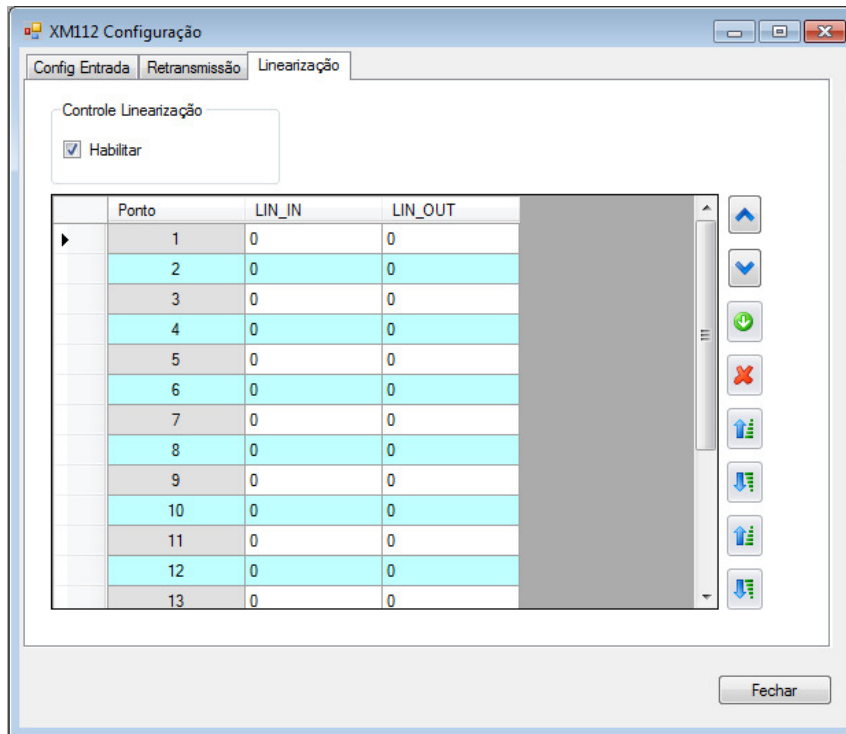 XM112 Configuração
Config Entrada Retransmissão Linearização
Controle Linearização
Habilitar
Ponto LIN_IN LIN_OUT
1 0 0
2 0 0
3 0 0
4 0 0
5 0 0
6 0 0
7 0 0
8 0 0
9 0 0
10 0 0
11 0 0
12 0 0
13 0 0
Fechar